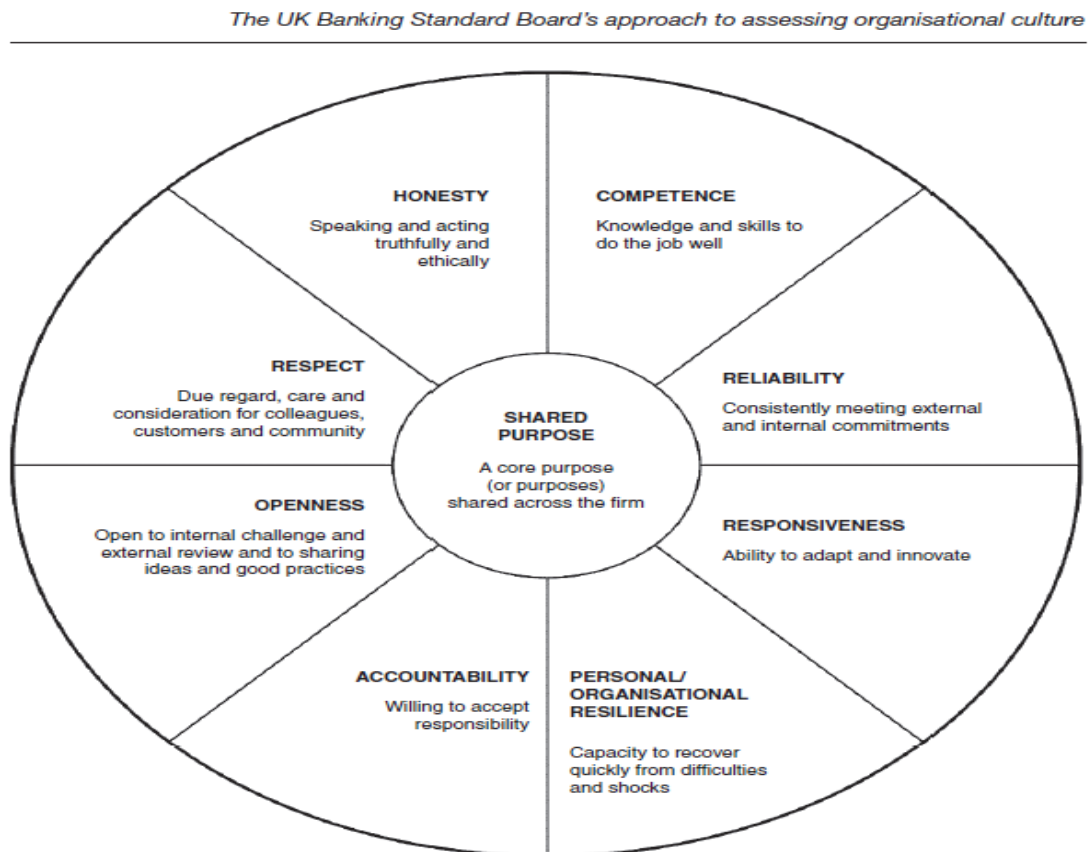 The UK Banking Standard Board's approach to assessing organisational culture
HONESTY
Speaking and acting
truthfully and
ethically
COMPETENCE
Knowledge and skills to
do the job well
RESPECT
Due regard, care and
consideration for colleagues,
customers and community
SHARED
PURPOSE
A core purpose
(or purposes)
shared across the firm
RELIABILITY
Consistently meeting external
and internal commitments
OPENNESS
Open to internal challenge and
external review and to sharing
ideas and good practices
RESPONSIVENESS
Ability to adapt and innovate
ACCOUNTABILITY
Willing to accept
responsibility
PERSONAL/
ORGANISATIONAL
RESILIENCE
Capacity to recover
quickly from difficulties
and shocks